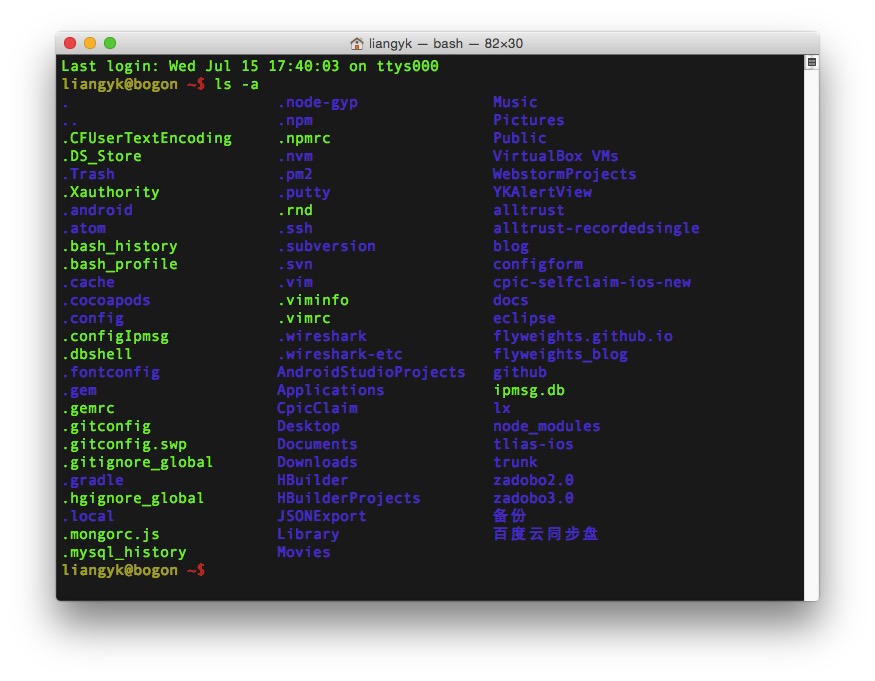 liangyk — bash — 82×30
Last login: Wed Jul 15 17:40:03 on ttys000
liangyk@bogon ~$ ls -a
. .node-gyp Music
.. .npm Pictures
.CFUserTextEncoding .npmrc Public
.DS_Store .nvm VirtualBox VMs
.Trash .pm2 WebstormProjects
.Xauthority .putty YKAlertView
.android .rnd alltrust
.atom .ssh alltrust-recordedsingle
.bash_history .subversion blog
.bash_profile .svn configform
.cache .vim cpic-selfclaim-ios-new
.cocoapods .viminfo docs
.config .vimrc eclipse
.configIpmsg .wireshark flyweights.github.io
.dbshell .wireshark-etc flyweights_blog
.fontconfig AndroidStudioProjects github
.gem Applications ipmsg.db
.gemrc CpicClaim lx
.gitconfig Desktop node_modules
.gitconfig.swp Documents tlias-ios
.gitignore_global Downloads trunk
.gradle HBuilder zadobo2.0
.hgignore_global HBuilderProjects zadobo3.0
.local JSONExport 备份
.mongorc.js Library 百度云同步盘
.mysql_history Movies
liangyk@bogon ~$